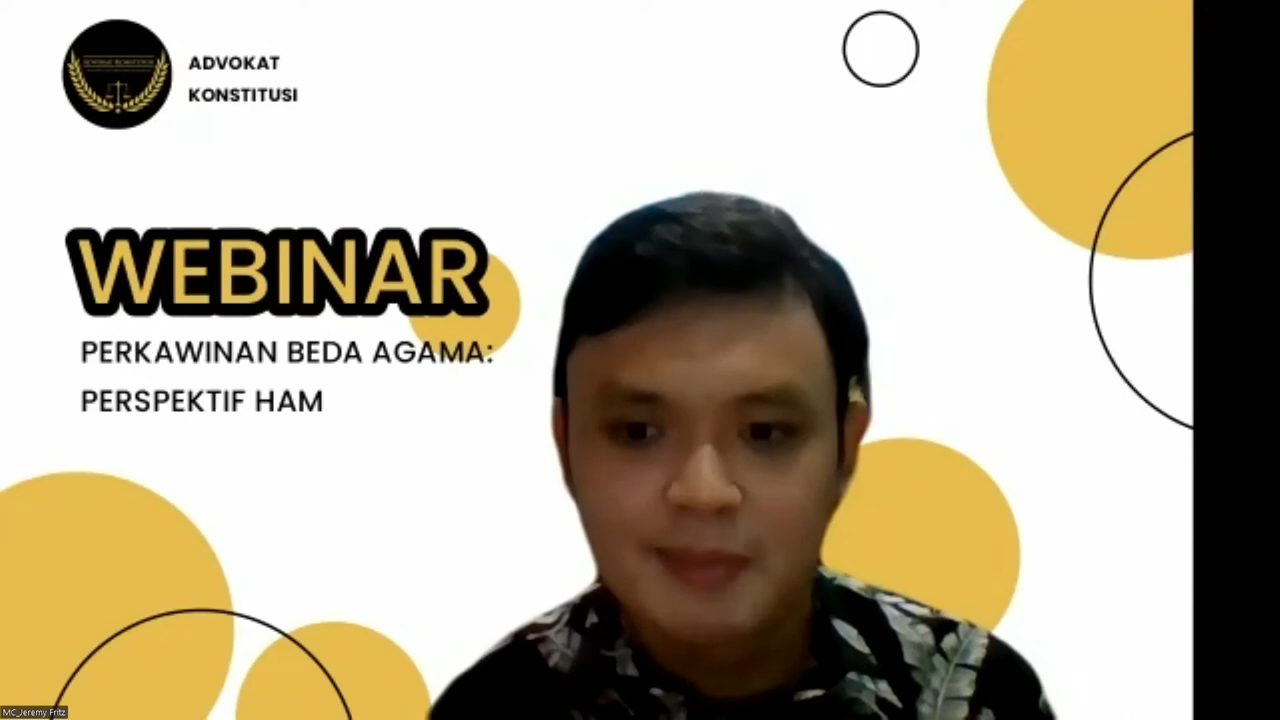 ADVOKAT
KONSTITUSI
WEBINAR
PERKAWINAN BEDA AGAMA:
PERSPEKTIF HAM
MC_Jeremy Fritz